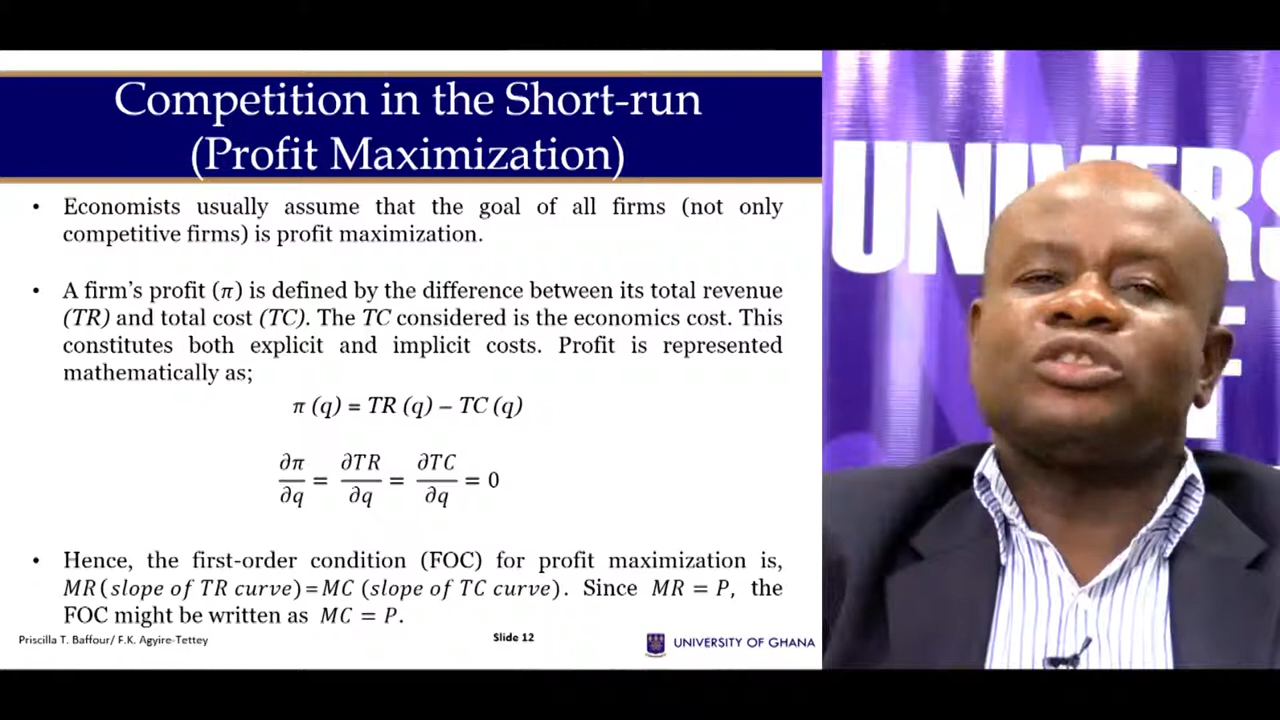 Competition in the Short-run
(Profit Maximization)
• Economists usually assume that the goal of all firms (not only
competitive firms) is profit maximization.
• A firm's profit (π) is defined by the difference between its total revenue
(TR) and total cost (TC). The TC considered is the economics cost. This
constitutes both explicit and implicit costs. Profit is represented
mathematically as;
π (q) = TR (q) – TC (q)
∂π/∂q = ∂TR/∂q = ∂TC/∂q = 0
• Hence, the first-order condition (FOC) for profit maximization is,
MR(slope of TR curve)=MC (slope of TC curve). Since MR = P, the
FOC might be written as MC = P.
Priscilla T. Baffour/ F.K. Agyire-Tettey
Slide 12
UNIVERSITY OF GHANA
UNIVERS